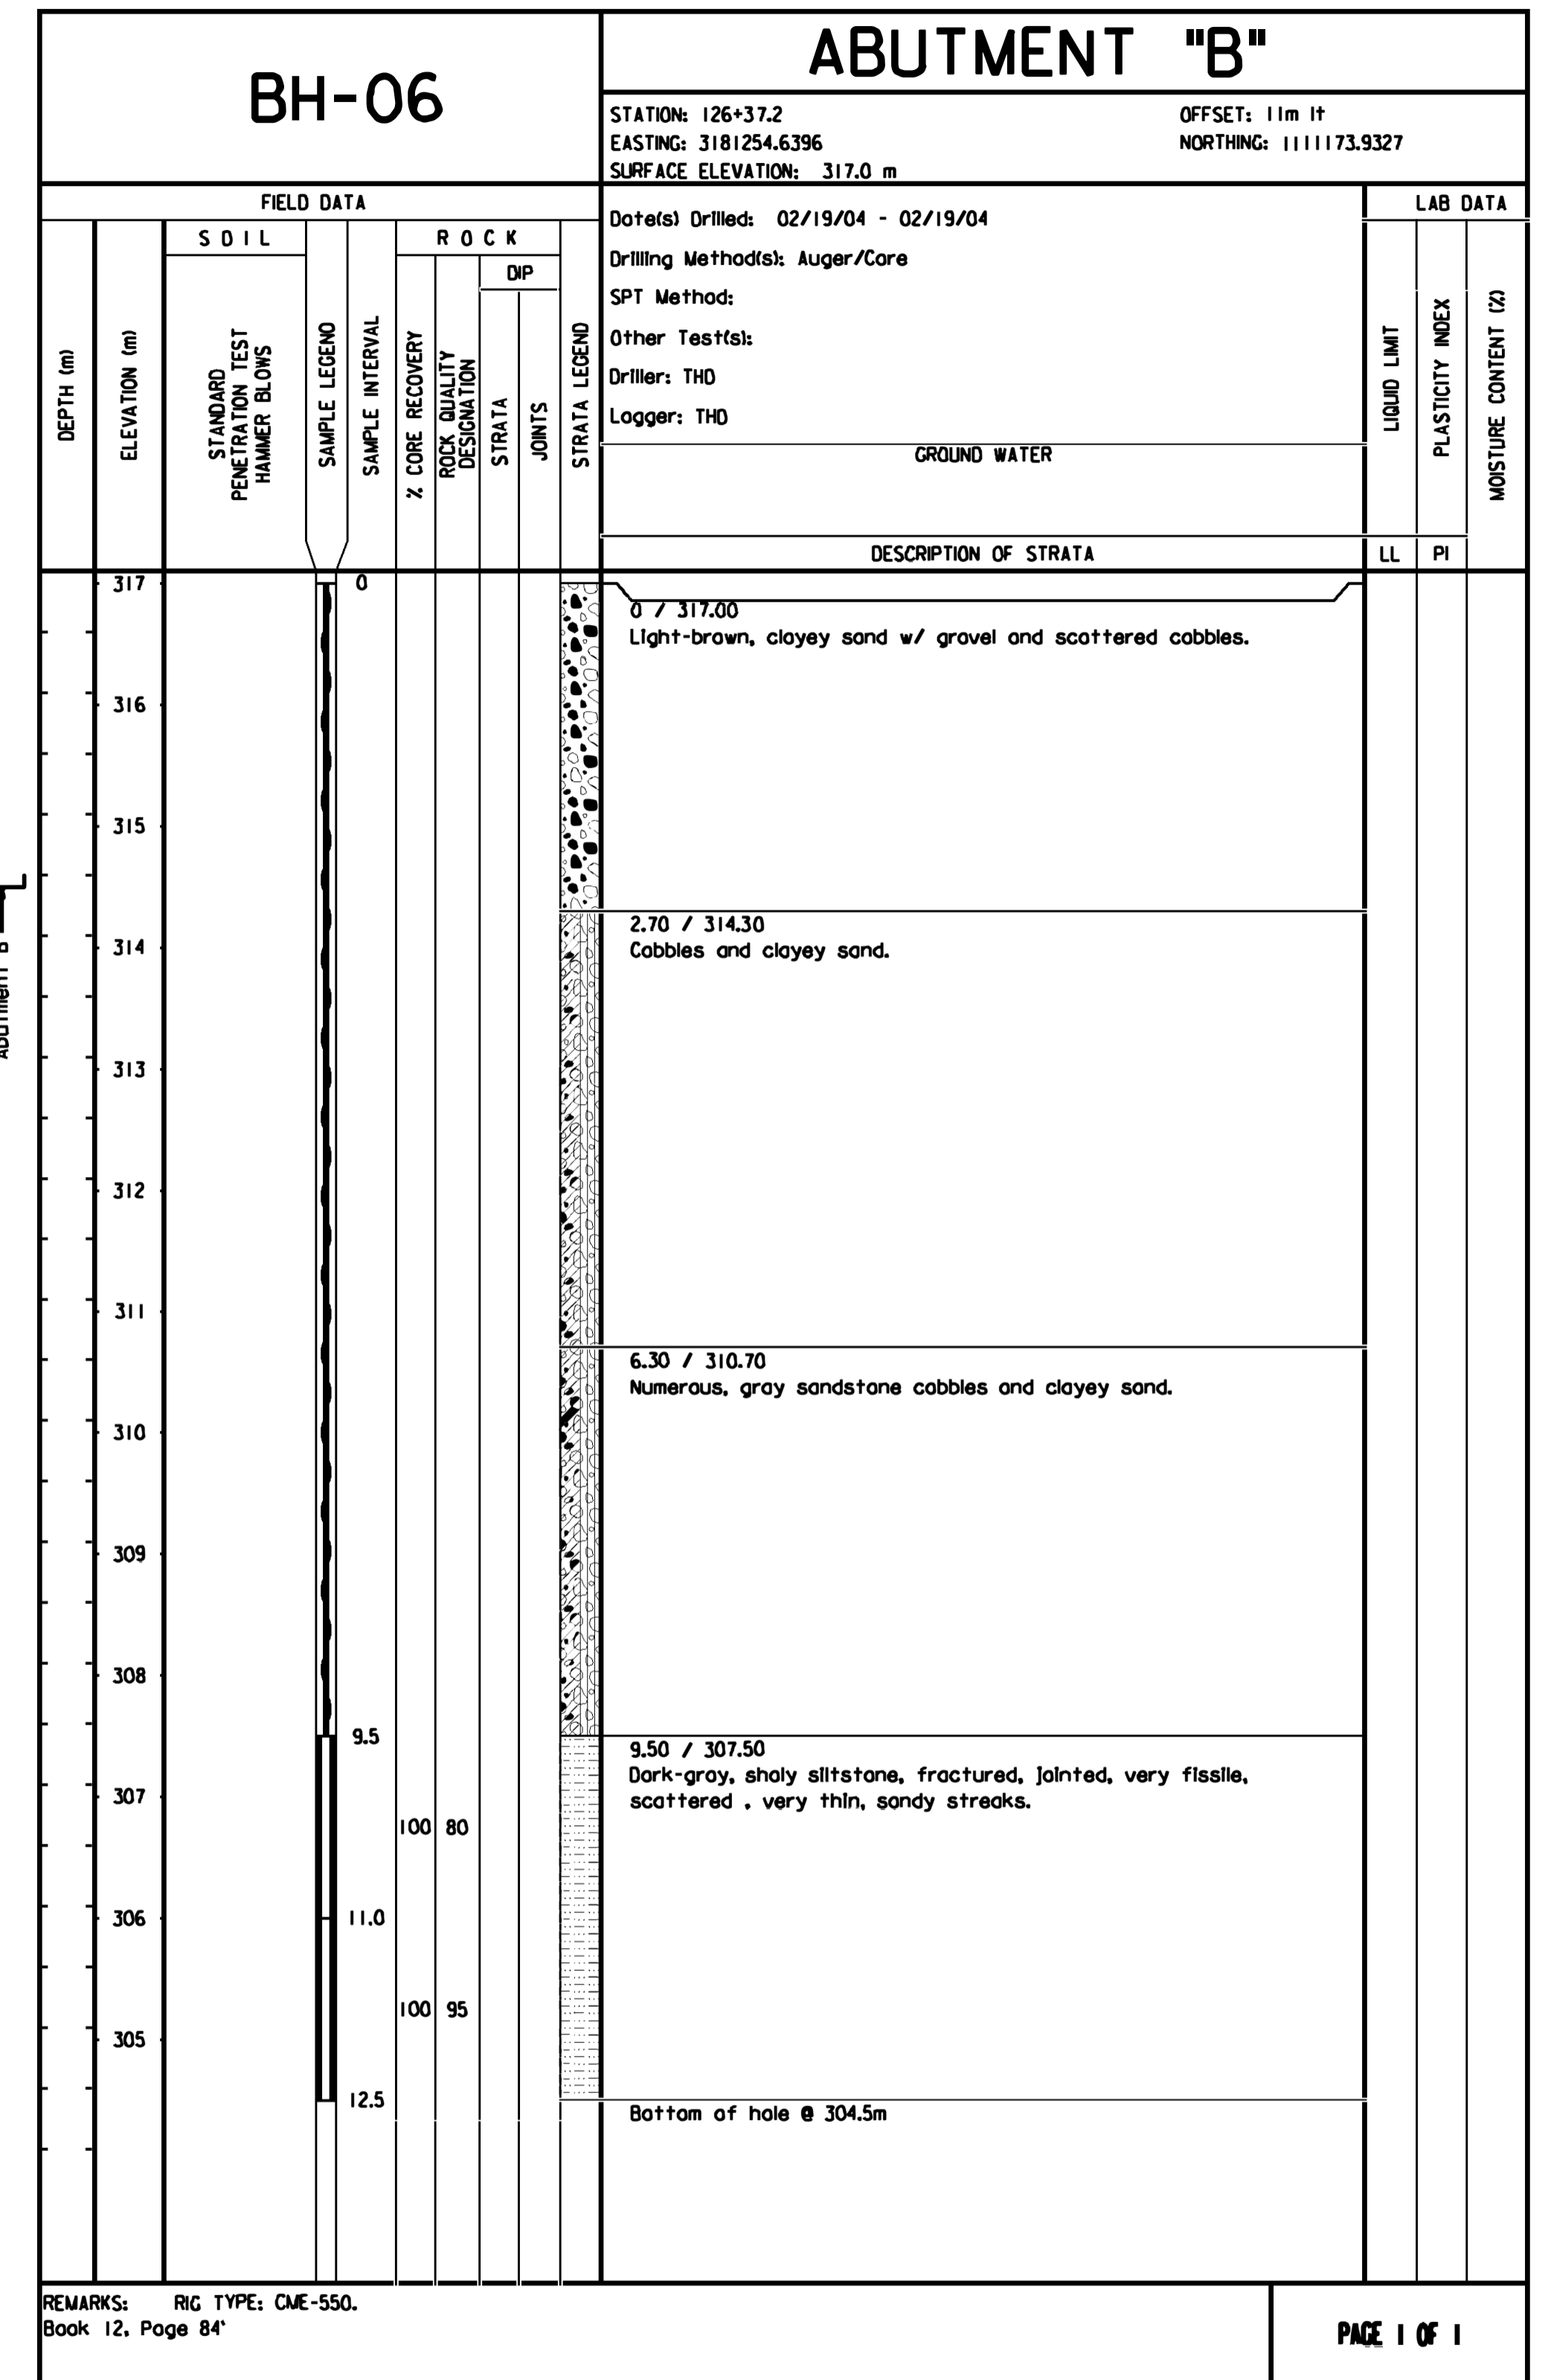 BH-06
ABUTMENT "B"
STATION: 126+37.2
OFFSET: 11m lt
EASTING: 3181254.6396
NORTHING: 1111173.9327
SURFACE ELEVATION: 317.0 m
FIELD DATA
LAB DATA
SOIL
ROCK
DIP
DEPTH (m)
ELEVATION (m)
STANDARD
PENETRATION TEST
HAMMER BLOWS
SAMPLE LEGEND
SAMPLE INTERVAL
% CORE RECOVERY
ROCK QUALITY
DESIGNATION
STRATA
JOINTS
STRATA LEGEND
Date(s) Drilled: 02/19/04 - 02/19/04
Drilling Method(s): Auger/Core
SPT Method:
Other Test(s):
Driller: THD
Logger: THD
GROUND WATER
DESCRIPTION OF STRATA
LIQUID LIMIT
PLASTICITY INDEX
MOISTURE CONTENT (%)
LL
PI
317
0
0 / 317.00
Light-brown, clayey sand w/ gravel and scattered cobbles.
316
315
2.70 / 314.30
314
Cobbles and clayey sand.
Abutment B
313
312
311
6.30 / 310.70
Numerous, gray sandstone cobbles and clayey sand.
310
309
308
9.5
9.50 / 307.50
Dark-gray, shaly siltstone, fractured, jointed, very fissile,
307
scattered , very thin, sandy streaks.
100 80
306
11.0
100 95
305
12.5
Bottom of hole @ 304.5m
REMARKS: RIG TYPE: CME-550.
Book 12, Page 84`
PAGE 1 OF 1